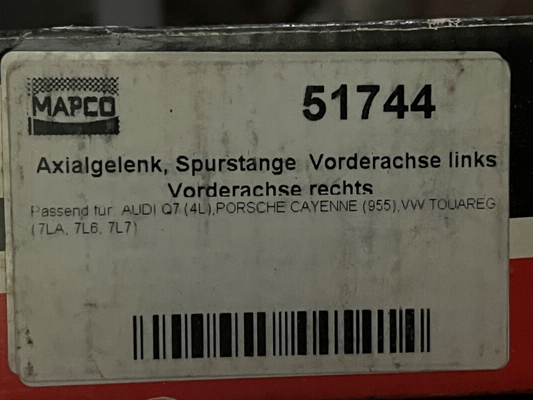 MAPCO
51744
Axialgelenk, Spurstange Vorderachse links
Vorderachse rechts
Passend für AUDI Q7 (4L),PORSCHE CAYENNE (955),VW TOUAREG
(7LA, 7L6, 7L7)